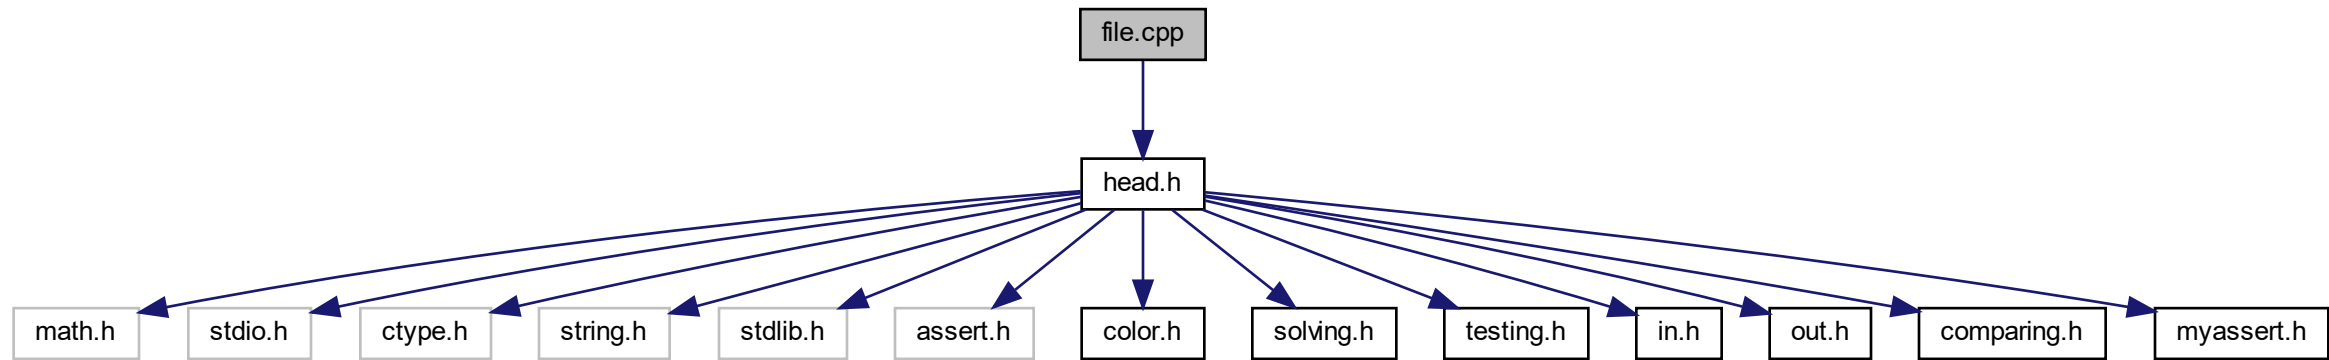 file.cpp
head.h
math.h
stdio.h
ctype.h
string.h
stdlib.h
assert.h
color.h
solving.h
testing.h
in.h
out.h
comparing.h
myassert.h